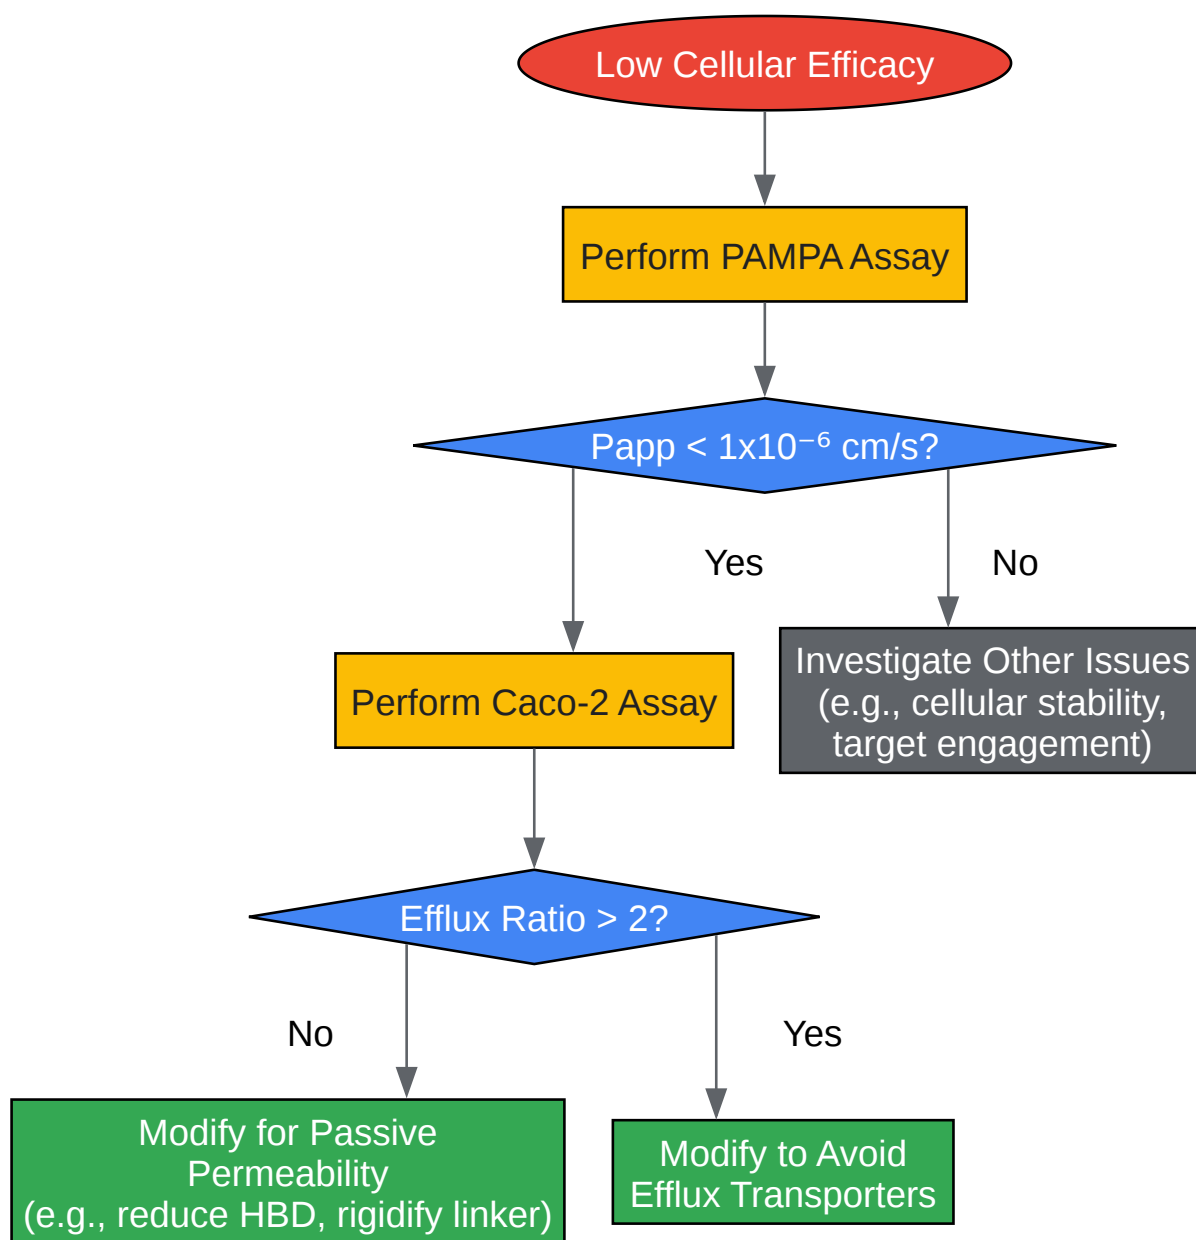 Low Cellular Efficacy
Perform PAMPA Assay
Papp < 1x10⁻⁶ cm/s?
Yes
No
Investigate Other Issues
(e.g., cellular stability,
target engagement)
Perform Caco-2 Assay
Efflux Ratio > 2?
No
Yes
Modify for Passive
Permeability
(e.g., reduce HBD, rigidify linker)
Modify to Avoid
Efflux Transporters